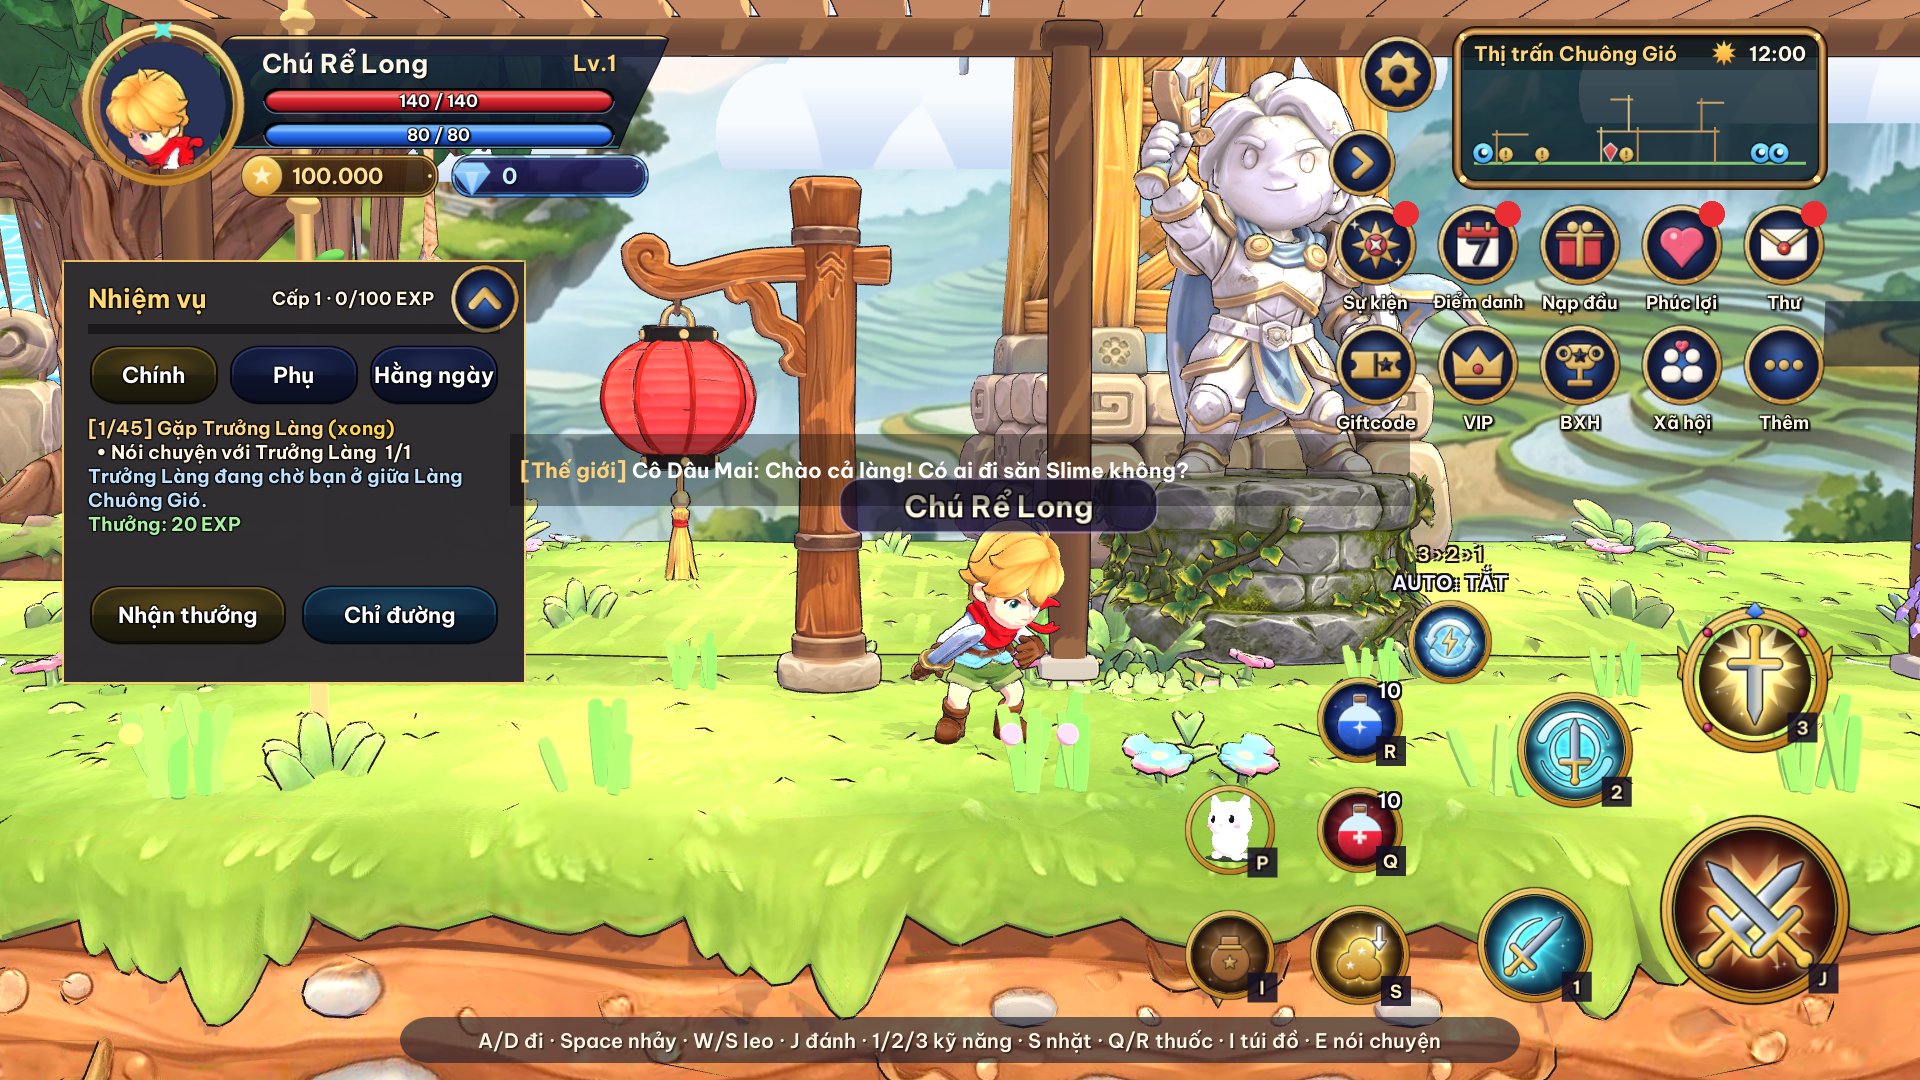 Chú Rể Long
Lv.1
140 / 140
80 / 80
100.000
0
Thị trấn Chuông Gió
12:00
Nhiệm vụ
Cấp 1 · 0/100 EXP
Chính
Phụ
Hằng ngày
[1/45] Gặp Trưởng Làng (xong)
• Nói chuyện với Trưởng Làng 1/1
Trưởng Làng đang chờ bạn ở giữa Làng
Chuông Gió.
Thưởng: 20 EXP
Nhận thưởng
Chỉ đường
7
Sự kiện
Điểm danh
Nạp đầu
Phúc lợi
Thư
Giftcode
VIP
BXH
Xã hội
Thêm
[Thế giới] Cô Dâu Mai: Chào cả làng! Có ai đi săn Slime không?
Chú Rể Long
3›2›1
AUTO: TẮT
10
R
3
2
10
Q
P
I
S
1
J
A/D đi · Space nhảy · W/S leo · J đánh · 1/2/3 kỹ năng · S nhặt · Q/R thuốc · I túi đồ · E nói chuyện